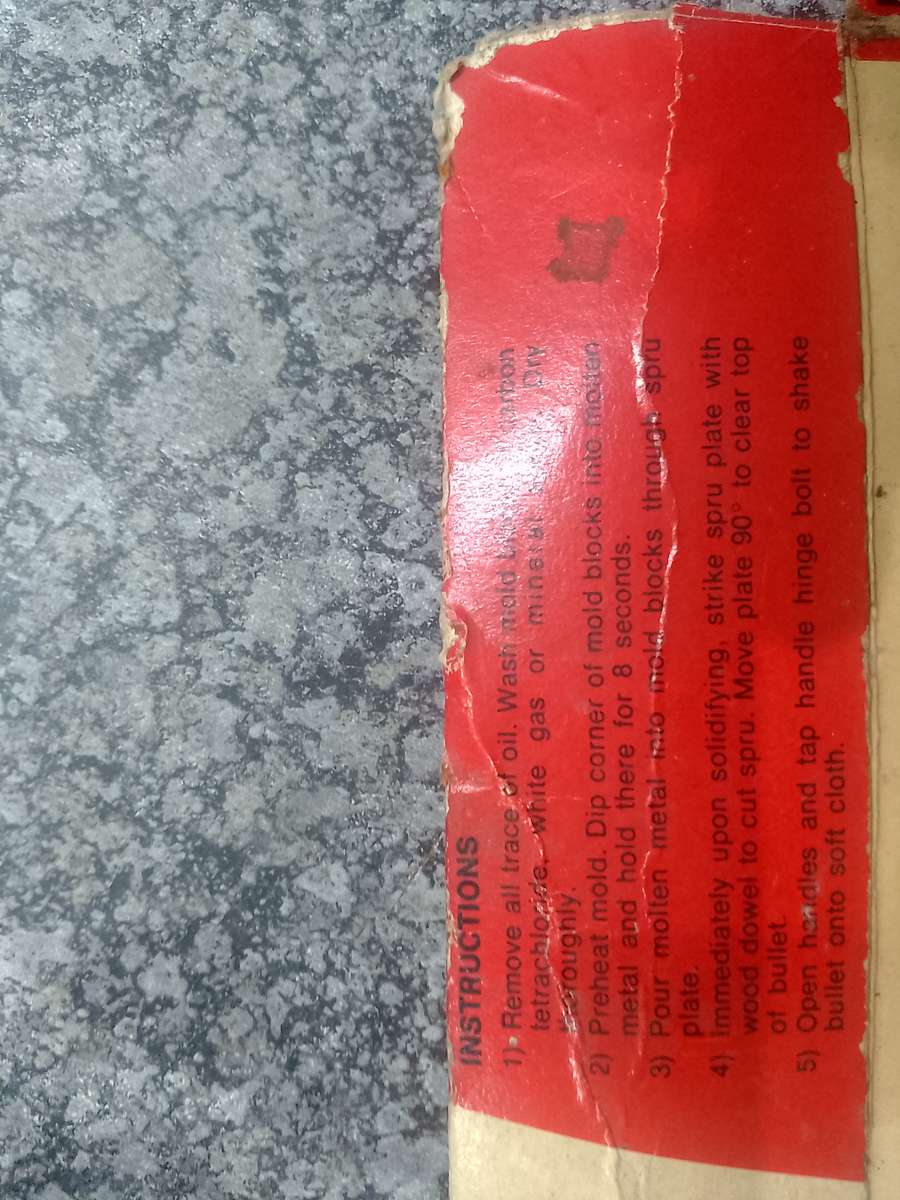 INSTRUCTIONS
1) Remove all trace of oil. Wash mold carbon
tetrachloride, white gas or mineral Dry
thoroughly.
2) Preheat mold. Dip corner of mold blocks into molten
metal and hold there for 8 seconds.
3) Pour molten metal into mold blocks through spru
plate.
4) Immediately upon solidifying, strike spru plate with
wood dowel to cut spru. Move plate 90° to clear top
of bullet.
5) Open handles and tap handle hinge bolt to shake
bullet onto soft cloth.